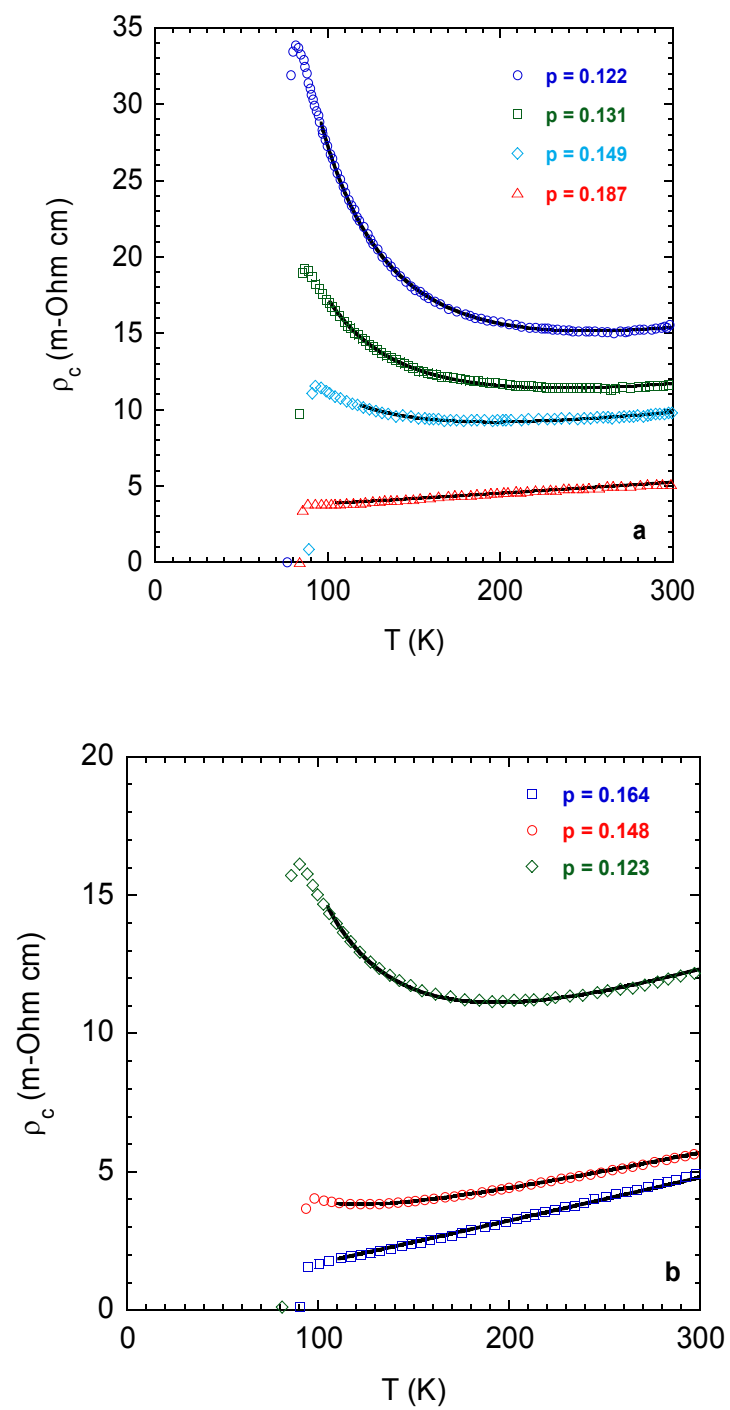 35
30
25
20
15
10
5
0
ρc (m-Ohm cm)
p = 0.122
p = 0.131
p = 0.149
p = 0.187
a
0 100 200 300
T (K)
20
15
10
5
0
ρc (m-Ohm cm)
p = 0.164
p = 0.148
p = 0.123
b
0 100 200 300
T (K)